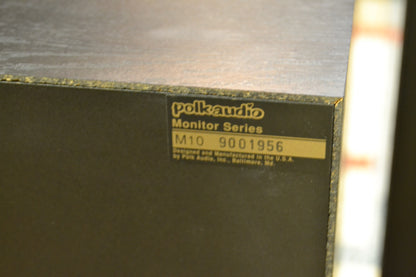 polkaudio
Monitor Series
M10 9001956
Designed and Manufactured in the U.S.A.
by Polk Audio, Inc., Baltimore, Md.